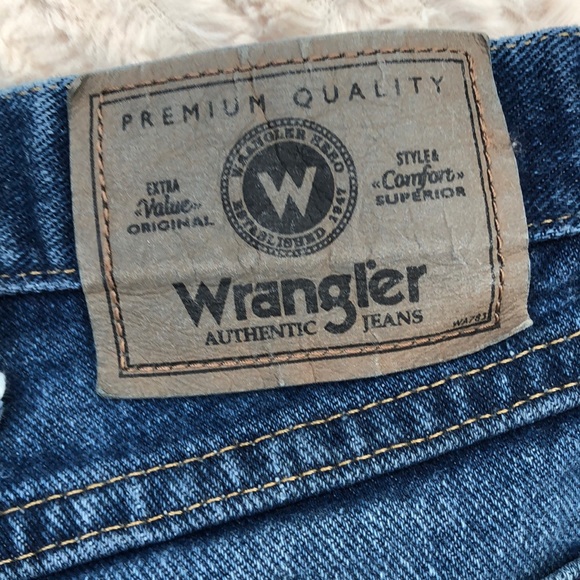 PREMIUM QUALITY
EXTRA
«Value»
ORIGINAL
WRANGLER HERO
W
ESTABLISHED 1947
STYLE &
«Comfort»
SUPERIOR
Wrangler
AUTHENTIC JEANS